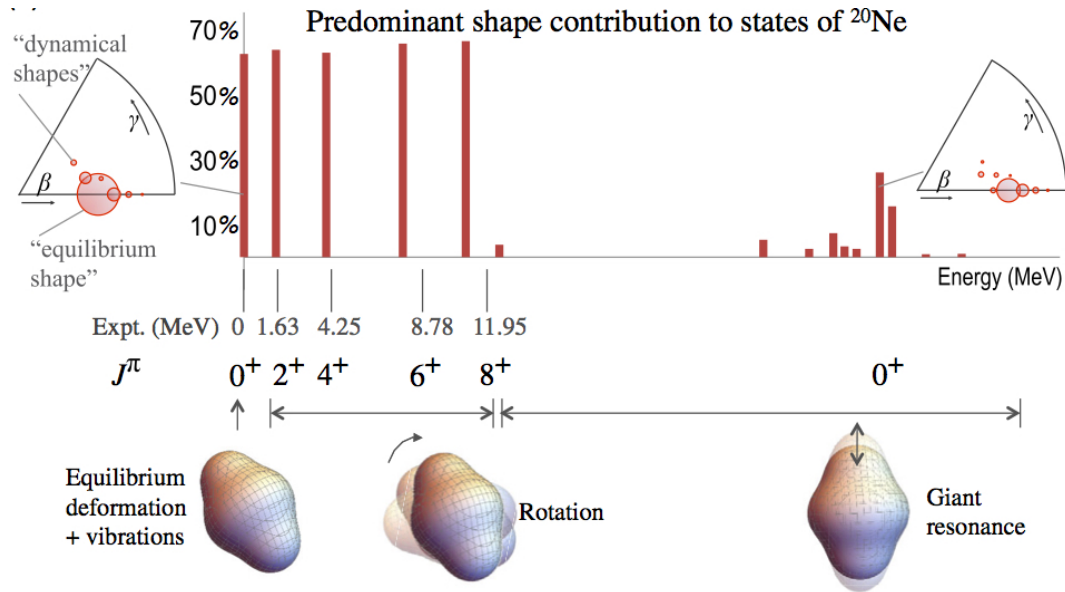 Predominant shape contribution to states of ²⁰Ne
“dynamical
shapes”
γ
β
“equilibrium
shape”
70%
50%
30%
10%
γ
β
Energy (MeV)
Expt. (MeV) 0 1.63 4.25 8.78 11.95
Jπ 0⁺ 2⁺ 4⁺ 6⁺ 8⁺ 0⁺
Equilibrium
deformation
+ vibrations
Rotation
Giant
resonance